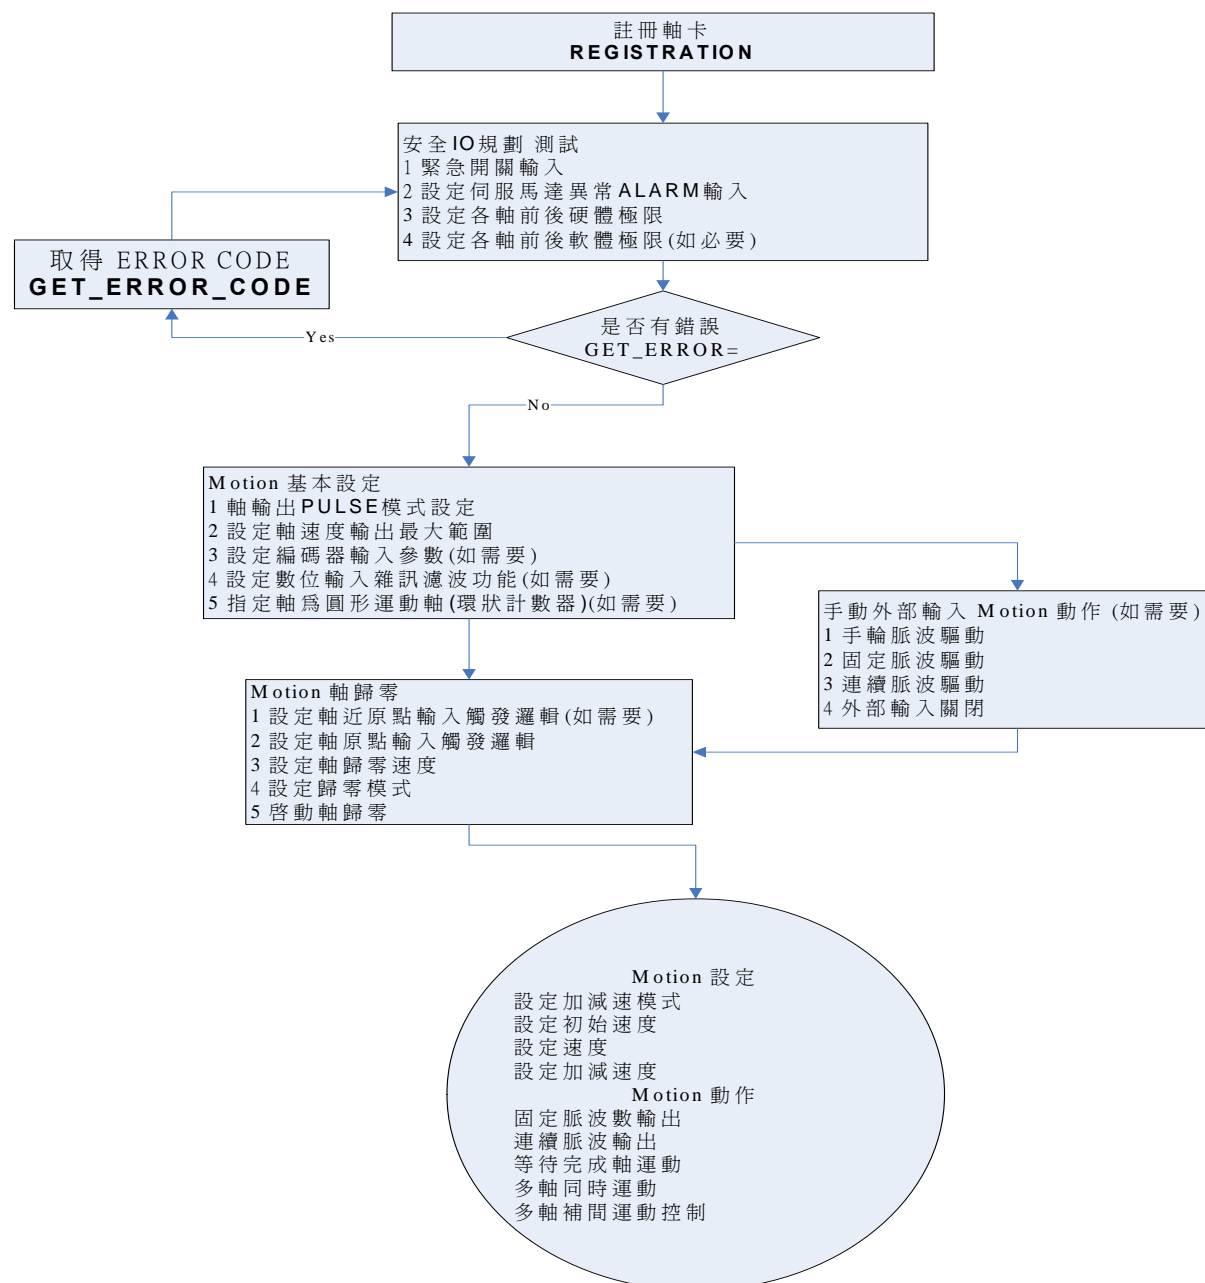 註冊軸卡
REGISTRATION
安全IO規劃 測試
1 緊急開關輸入
2 設定伺服馬達異常ALARM輸入
3 設定各軸前後硬體極限
4 設定各軸前後軟體極限(如必要)
取得 ERROR CODE
GET_ERROR_CODE
是否有錯誤
GET_ERROR=
Yes
No
Motion 基本設定
1 軸輸出PULSE模式設定
2 設定軸速度輸出最大範圍
3 設定編碼器輸入參數(如需要)
4 設定數位輸入雜訊濾波功能(如需要)
5 指定軸爲圓形運動軸(環狀計數器)(如需要)
手動外部輸入 Motion 動作 (如需要)
1 手輪脈波驅動
2 固定脈波驅動
3 連續脈波驅動
4 外部輸入關閉
Motion 軸歸零
1 設定軸近原點輸入觸發邏輯(如需要)
2 設定軸原點輸入觸發邏輯
3 設定軸歸零速度
4 設定歸零模式
5 啓動軸歸零
Motion 設定
設定加減速模式
設定初始速度
設定速度
設定加減速度
Motion 動作
固定脈波數輸出
連續脈波輸出
等待完成軸運動
多軸同時運動
多軸補間運動控制